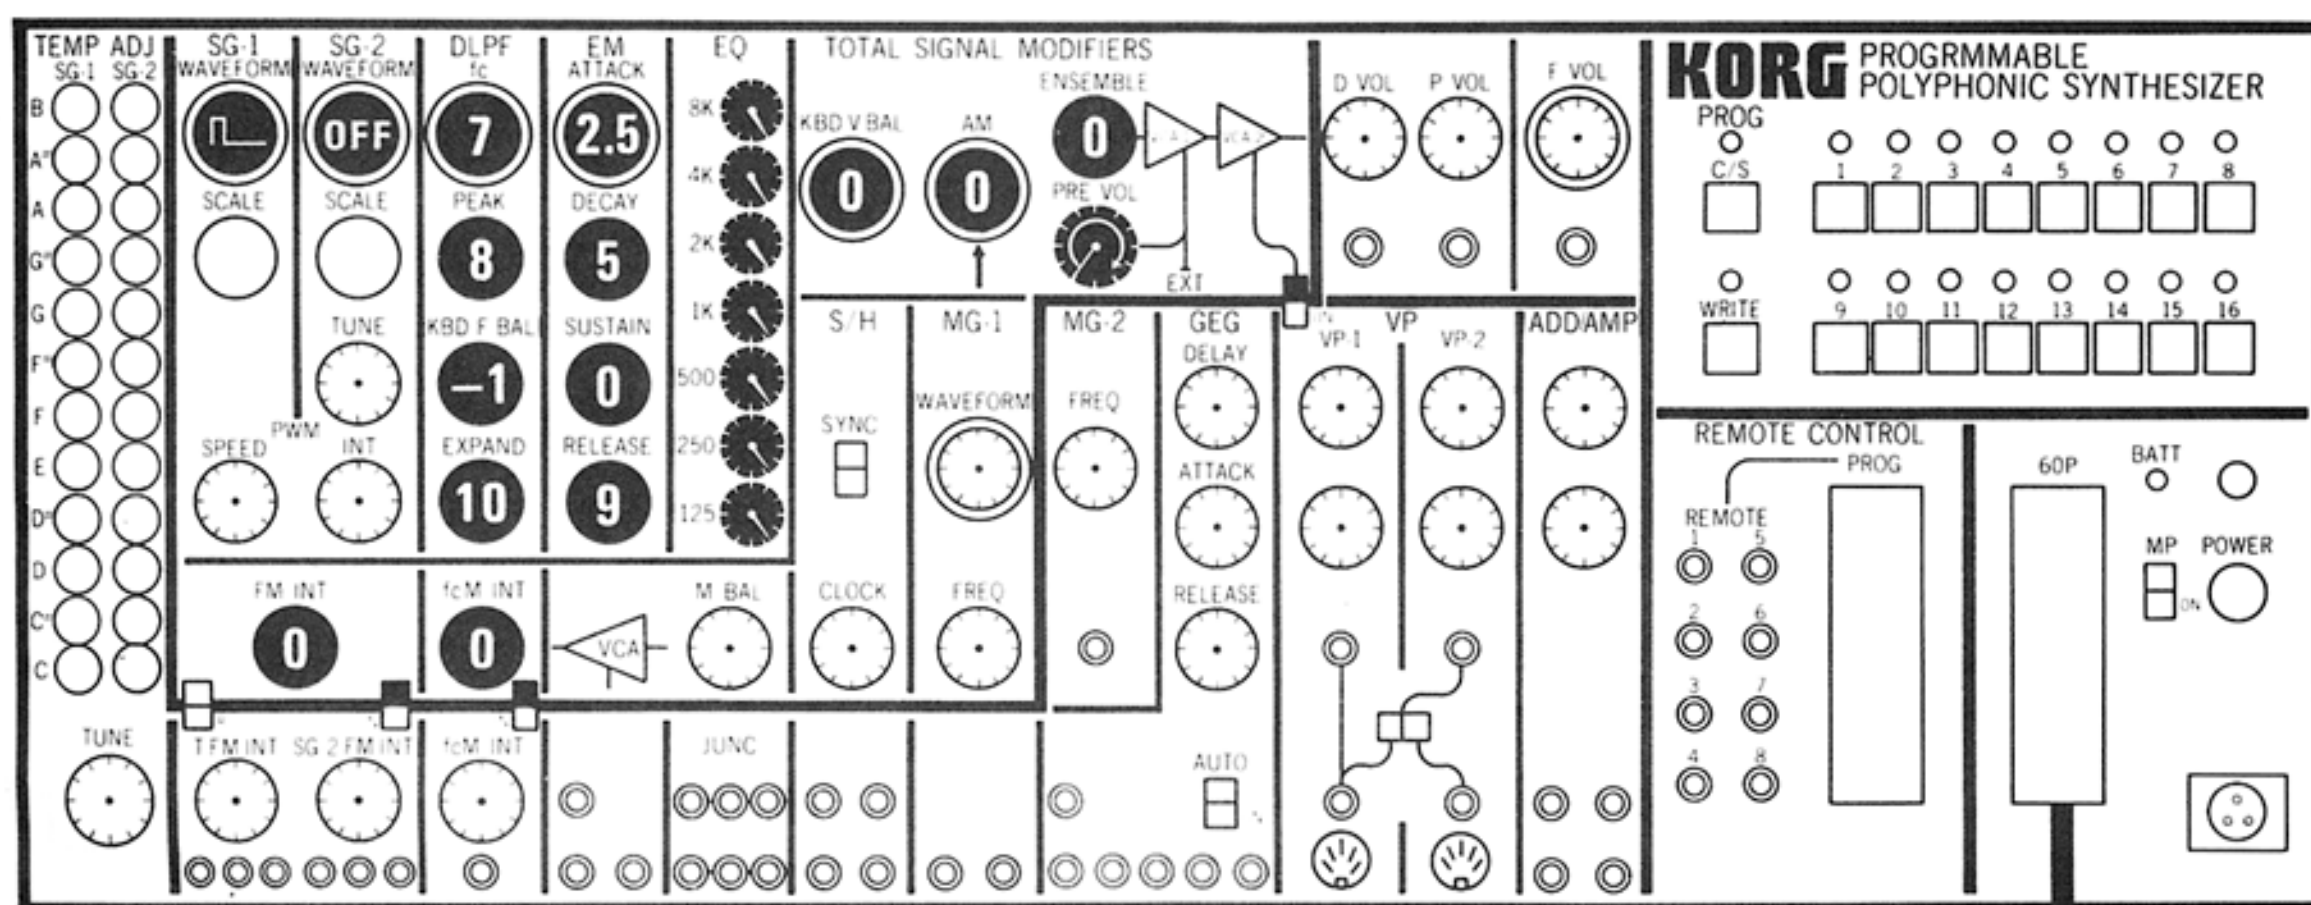 TEMP ADJ
SG-1 SG-2
B
A#
A
G#
G
F#
F
E
D#
D
C#
C
TUNE
SG-1
WAVEFORM
SCALE
SPEED
SG-2
WAVEFORM
OFF
SCALE
TUNE
PWM
INT
DLPF
fc
7
PEAK
8
KBD F BAL
−1
EXPAND
10
EM
ATTACK
2.5
DECAY
5
SUSTAIN
0
RELEASE
9
EQ
8K
4K
2K
1K
500
250
125
FM INT
0
fcM INT
0
VCA
M BAL
T FM INT
SG 2 FM INT
fcM INT
JUNC
TOTAL SIGNAL MODIFIERS
KBD V BAL
0
AM
0
ENSEMBLE
0
PRE VOL
EXT
S/H
SYNC
CLOCK
MG-1
WAVEFORM
FREQ
MG-2
FREQ
GEG
DELAY
ATTACK
RELEASE
AUTO
D VOL
P VOL
F VOL
VP
VP-1
VP-2
ADD/AMP
KORG PROGRMMABLE
POLYPHONIC SYNTHESIZER
PROG
C/S
1 2 3 4 5 6 7 8
WRITE
9 10 11 12 13 14 15 16
REMOTE CONTROL
PROG
REMOTE
1 5
2 6
3 7
4 8
60P
BATT
MP
ON
POWER